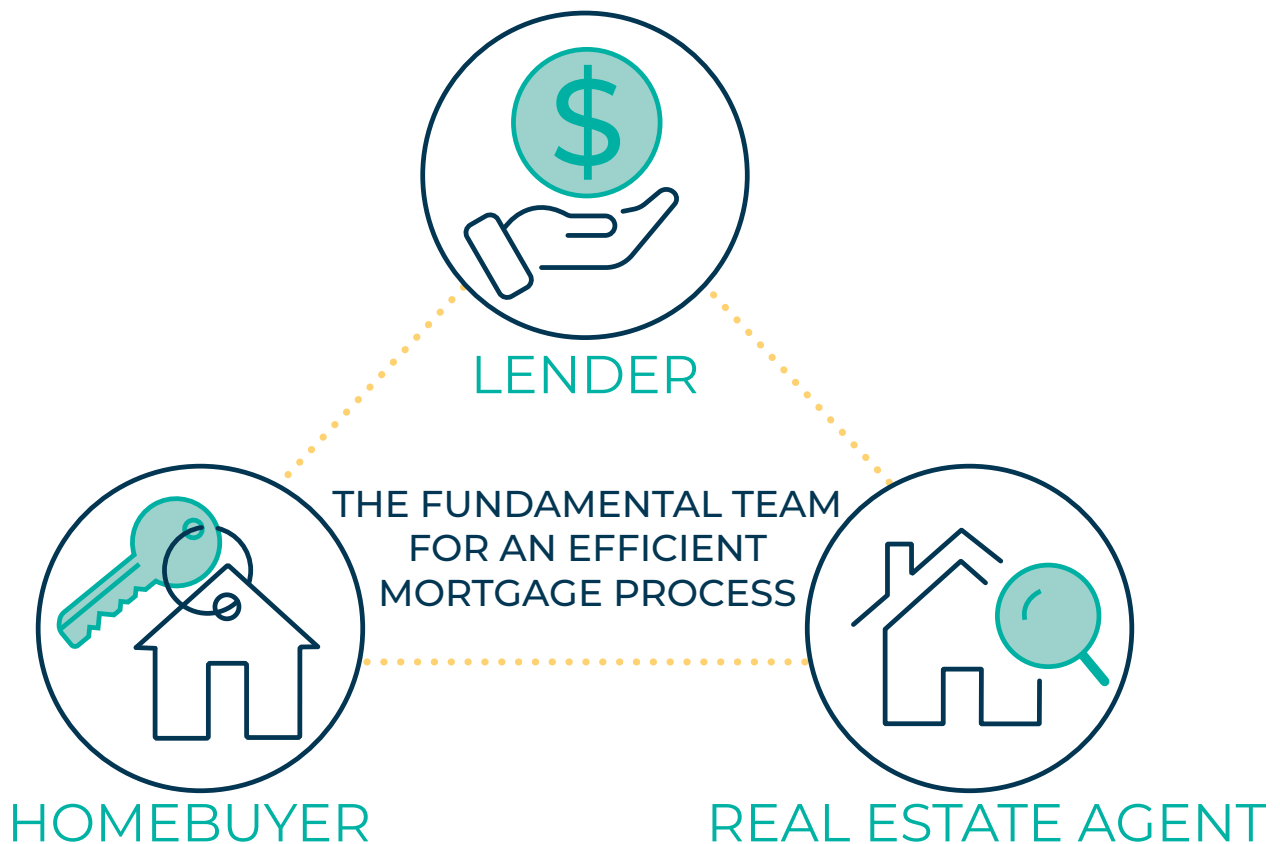 $
LENDER
THE FUNDAMENTAL TEAM
FOR AN EFFICIENT
MORTGAGE PROCESS
HOMEBUYER
REAL ESTATE AGENT